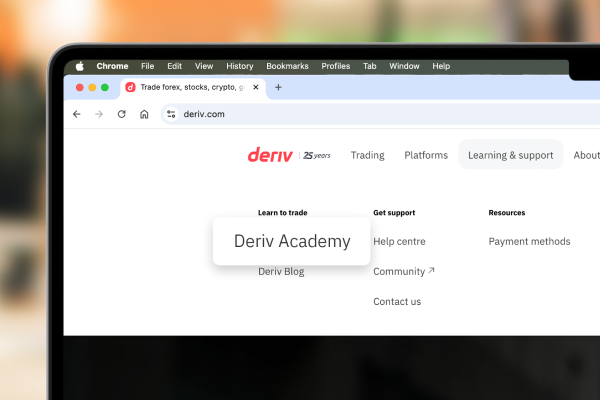 Chrome File Edit View History Bookmarks Profiles Tab Window Help
Trade forex, stocks, crypto, g
deriv.com
deriv | 25 years Trading Platforms Learning & support About
Learn to trade Get support Resources
Deriv Academy Help centre Payment methods
Deriv Blog Community ↗
Contact us